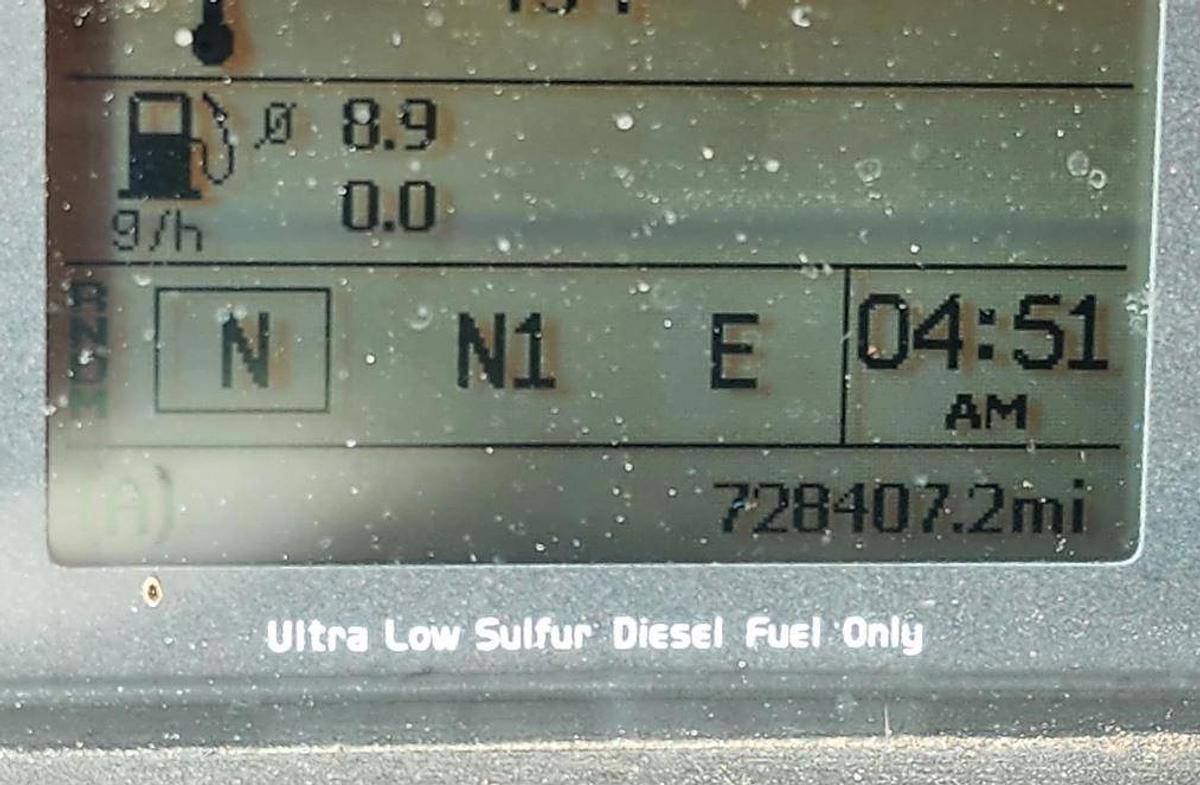 Ø 8.9
0.0
g/h
R
N
D
M
N N1 E 04:51
AM
(A) 728407.2mi
Ultra Low Sulfur Diesel Fuel Only